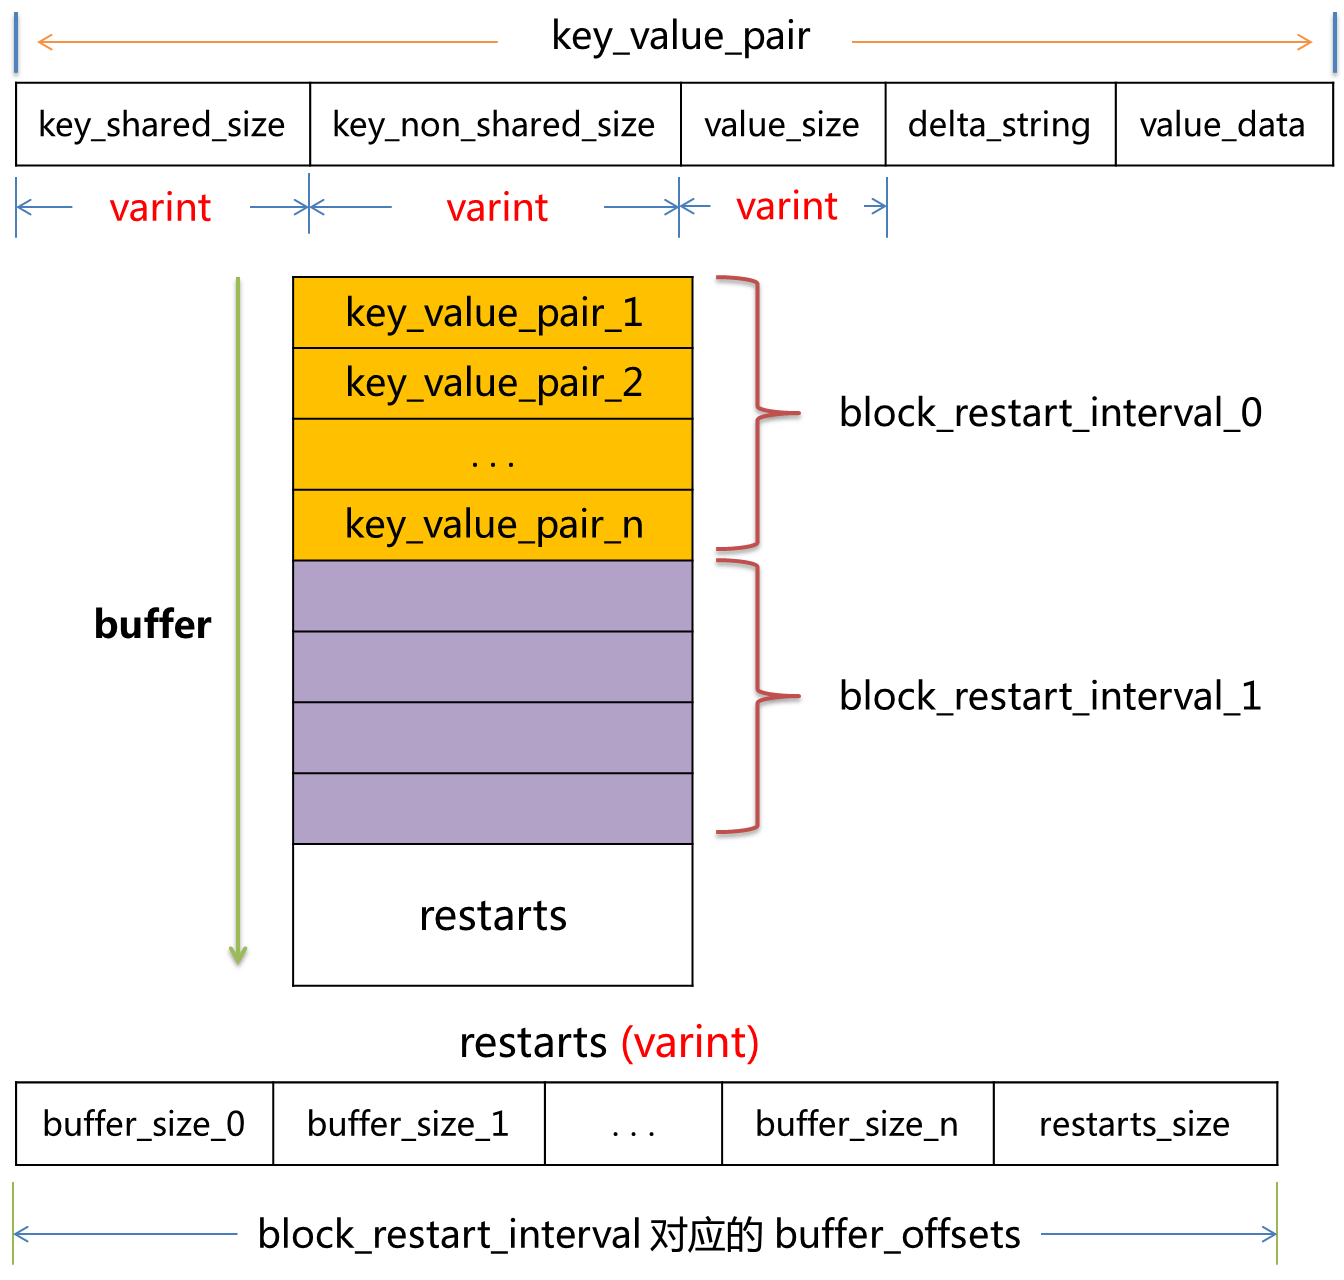 key_value_pair
key_shared_size key_non_shared_size value_size delta_string value_data
varint varint varint
key_value_pair_1
key_value_pair_2
...
key_value_pair_n
block_restart_interval_0
buffer
block_restart_interval_1
restarts
restarts (varint)
buffer_size_0 buffer_size_1 ... buffer_size_n restarts_size
block_restart_interval 对应的 buffer_offsets